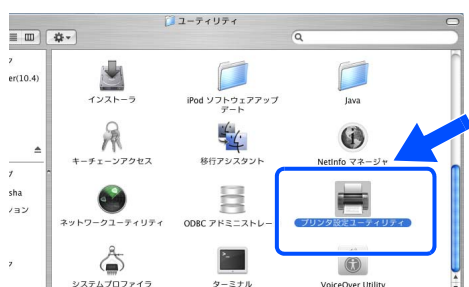 ユーティリティ
er(10.4)
インストーラ
iPod ソフトウェアアップ
デート
Java
キーチェーンアクセス
移行アシスタント
NetInfo マネージャ
sha
ション
ネットワークユーティリティ
ODBC アドミニストレー
プリンタ設定ユーティリティ
システムプロファイラ
ターミナル
VoiceOver Utility